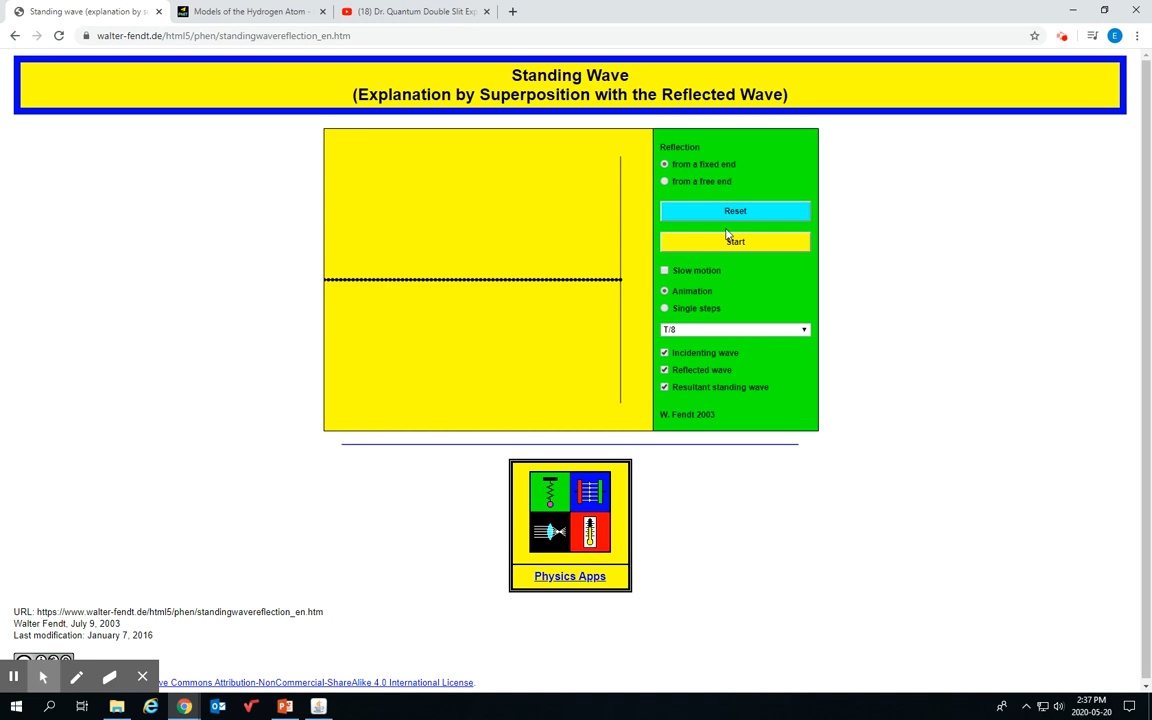 Standing wave (explanation by s
Models of the Hydrogen Atom -
(18) Dr. Quantum Double Slit Exp
walter-fendt.de/html5/phen/standingwavereflection_en.htm
E
Standing Wave
(Explanation by Superposition with the Reflected Wave)
Reflection
from a fixed end
from a free end
Reset
Start
Slow motion
Animation
Single steps
T/8
Incidenting wave
Reflected wave
Resultant standing wave
W. Fendt 2003
Physics Apps
URL: https://www.walter-fendt.de/html5/phen/standingwavereflection_en.htm
Walter Fendt, July 9, 2003
Last modification: January 7, 2016
ve Commons Attribution-NonCommercial-ShareAlike 4.0 International License.
2:37 PM
2020-05-20